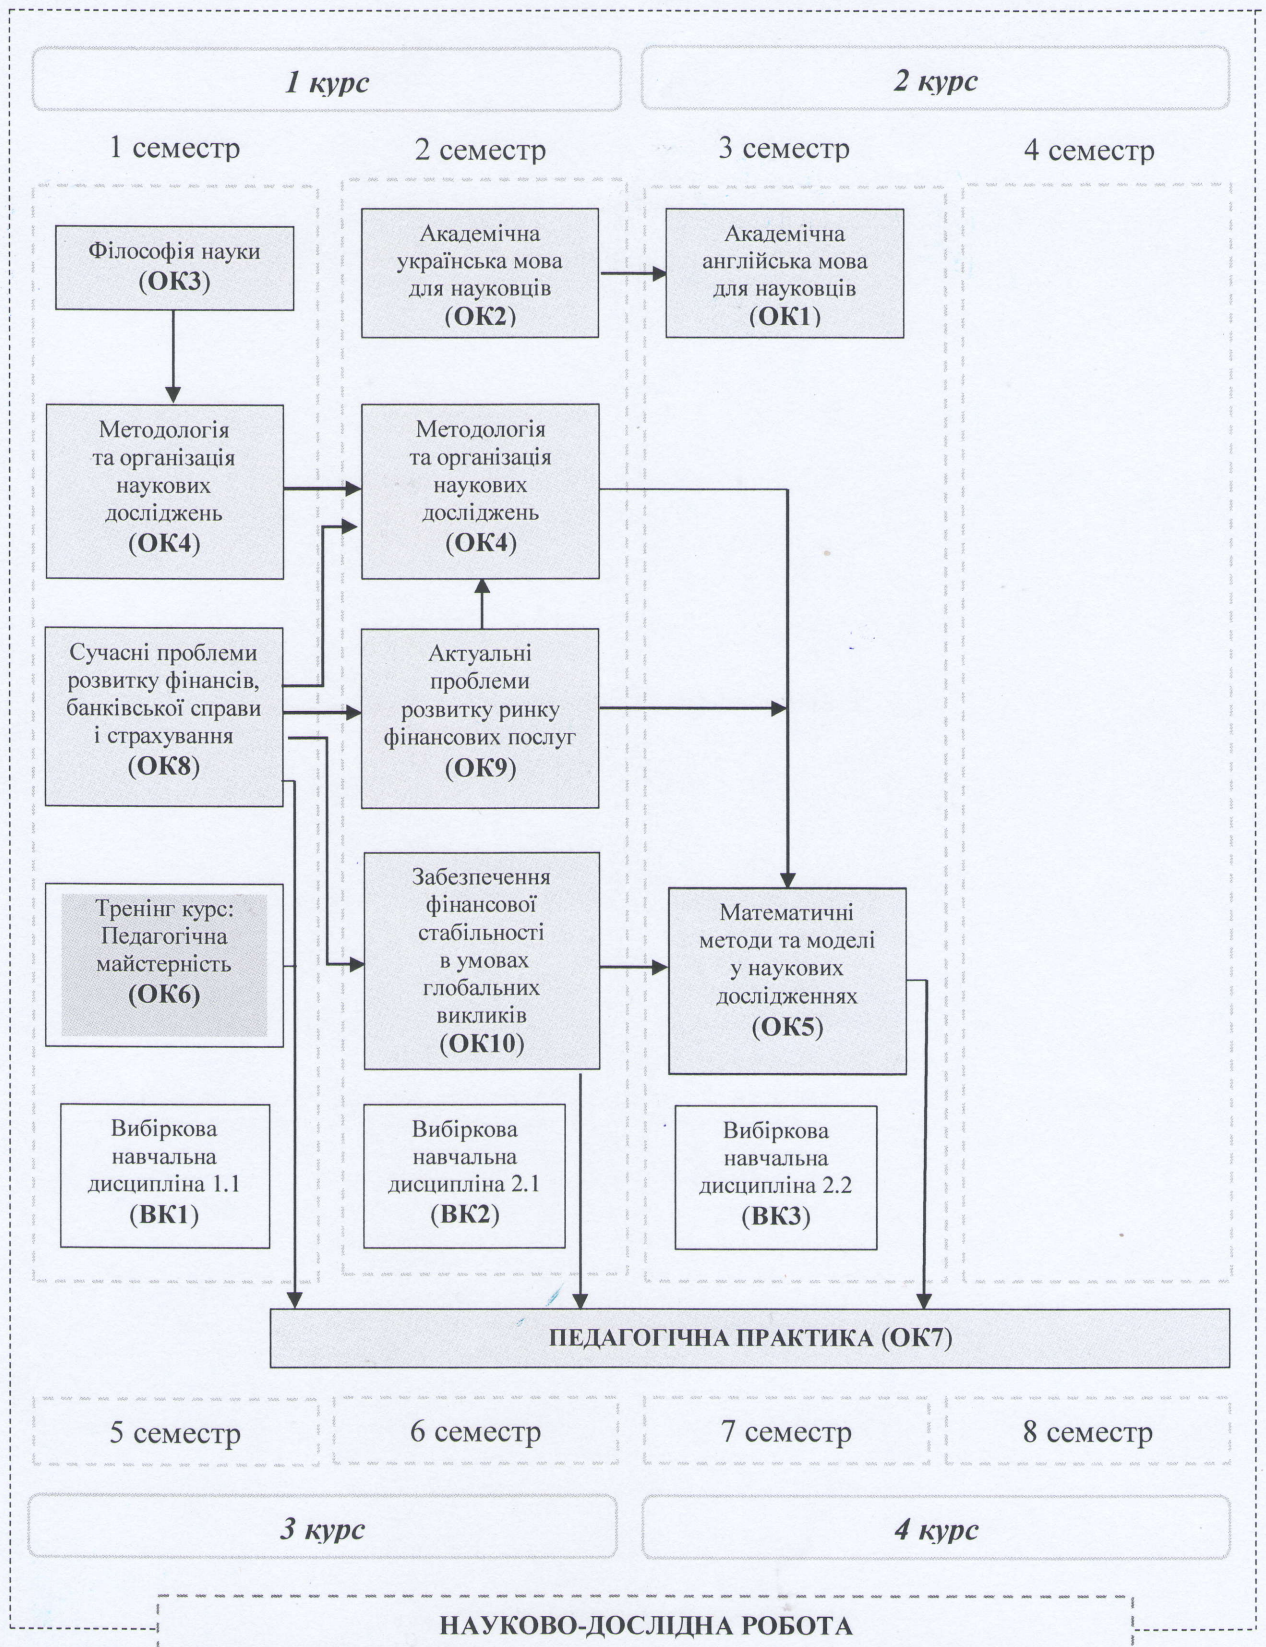 1 курс
2 курс
1 семестр
2 семестр
3 семестр
4 семестр
Філософія науки
(ОК3)
Академічна
українська мова
для науковців
(ОК2)
Академічна
англійська мова
для науковців
(ОК1)
Методологія
та організація
наукових
досліджень
(ОК4)
Методологія
та організація
наукових
досліджень
(ОК4)
Сучасні проблеми
розвитку фінансів,
банківської справи
і страхування
(ОК8)
Актуальні
проблеми
розвитку ринку
фінансових послуг
(ОК9)
Тренінг курс:
Педагогічна
майстерність
(ОК6)
Забезпечення
фінансової
стабільності
в умовах
глобальних
викликів
(ОК10)
Математичні
методи та моделі
у наукових
дослідженнях
(ОК5)
Вибіркова
навчальна
дисципліна 1.1
(ВК1)
Вибіркова
навчальна
дисципліна 2.1
(ВК2)
Вибіркова
навчальна
дисципліна 2.2
(ВК3)
ПЕДАГОГІЧНА ПРАКТИКА (ОК7)
5 семестр
6 семестр
7 семестр
8 семестр
3 курс
4 курс
НАУКОВО-ДОСЛІДНА РОБОТА